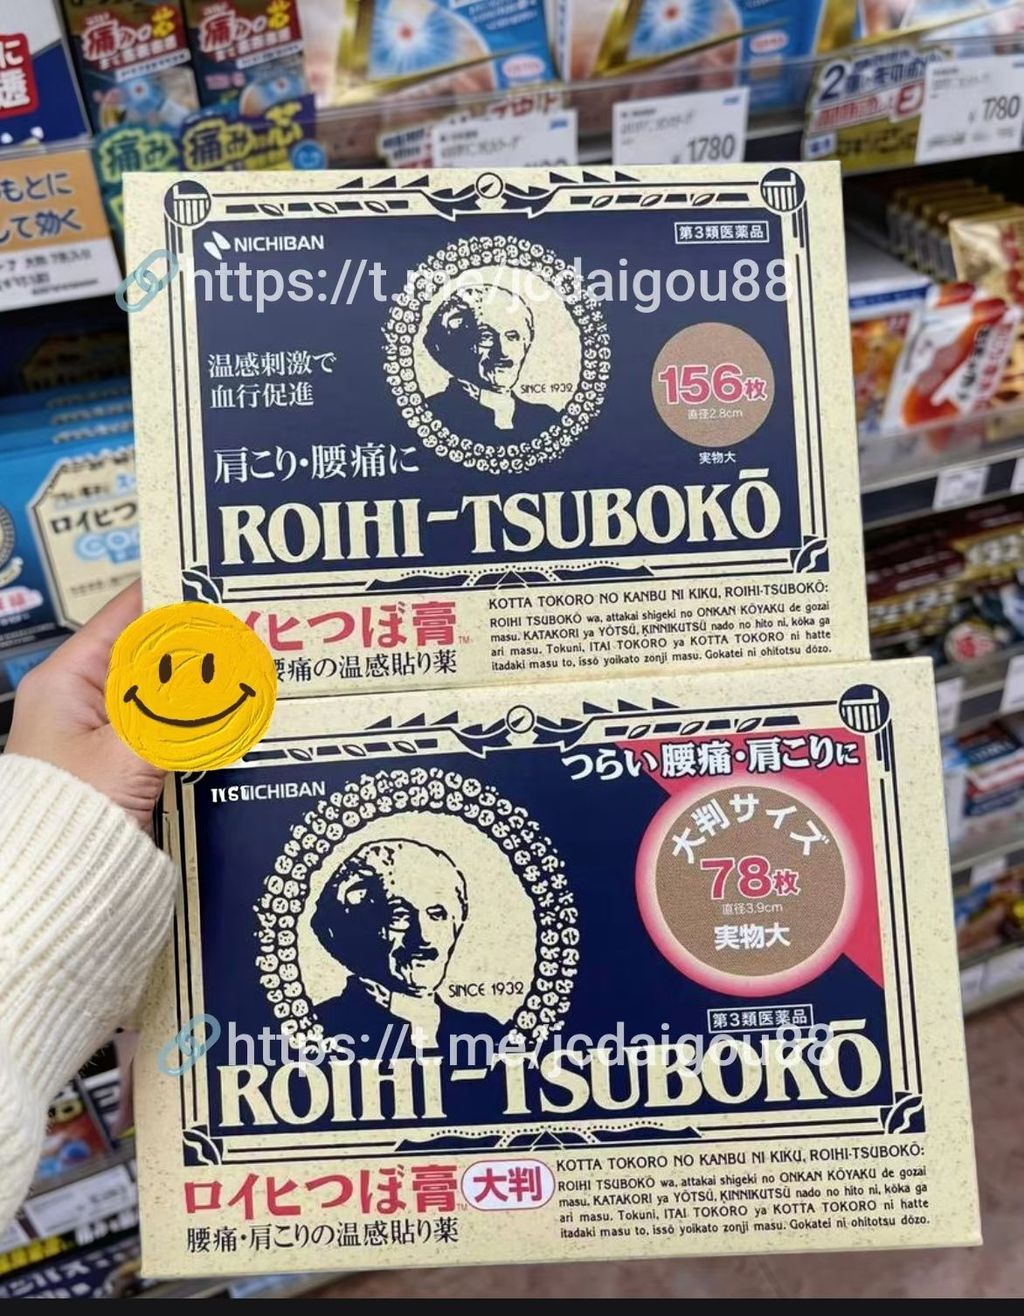 1780
1780
NICHIBAN
第3類医薬品
https://t.me/jcdaigou88
温感刺激で
血行促進
SINCE 1932
156枚
直径2.8cm
実物大
肩こり・腰痛に
ROIHI-TSUBOKŌ
イヒつぼ膏
腰痛の温感貼り薬
KOTTA TOKORO NO KANBU NI KIKU, ROIHI-TSUBOKŌ:
ROIHI TSUBOKŌ wa, attakai shigeki no ONKAN KŌYAKU de gozai
masu. KATAKORI ya YŌTSŪ, KINNIKUTSŪ nado no hito ni, kōka ga
ari masu. Tokuni, ITAI TOKORO ya KOTTA TOKORO ni hatte
itadaki masu to, issō yoikato zonji masu. Gokatei ni ohitotsu dōzo.
NICHIBAN
つらい腰痛・肩こりに
大判サイズ
78枚
直径3.9cm
実物大
SINCE 1932
第3類医薬品
https://t.me/jcdaigou88
ROIHI-TSUBOKŌ
ロイヒつぼ膏 大判
腰痛・肩こりの温感貼り薬
KOTTA TOKORO NO KANBU NI KIKU, ROIHI-TSUBOKŌ:
ROIHI TSUBOKŌ wa, attakai shigeki no ONKAN KŌYAKU de gozai
masu. KATAKORI ya YŌTSŪ, KINNIKUTSŪ nado no hito ni, kōka ga
ari masu. Tokuni, ITAI TOKORO ya KOTTA TOKORO ni hatte
itadaki masu to, issō yoikato zonji masu. Gokatei ni ohitotsu dōzo.